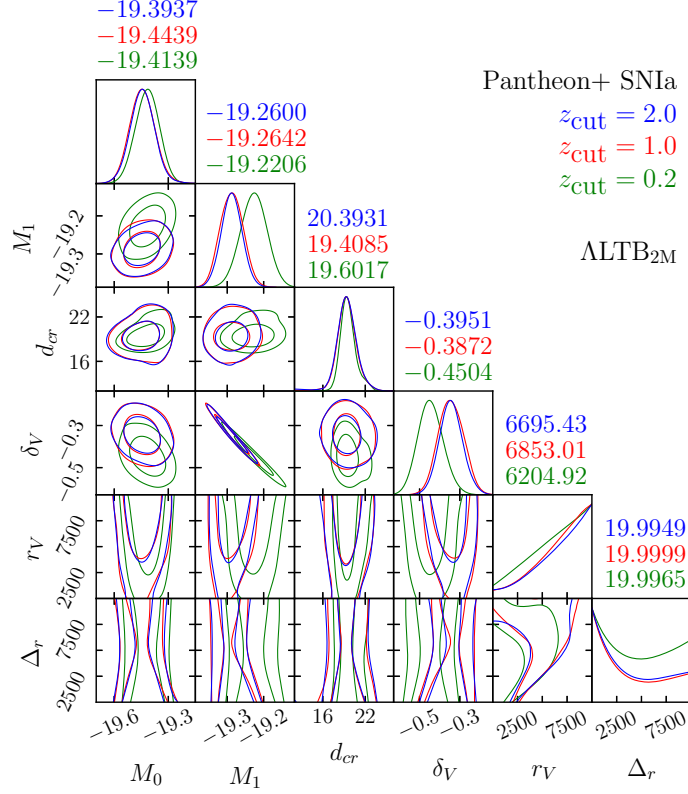 −19.3937
−19.4439
−19.4139
Pantheon+ SNIa
−19.2600
z_cut = 2.0
−19.2642
z_cut = 1.0
−19.2206
z_cut = 0.2
M_1
−19.2
−19.3
20.3931
19.4085
19.6017
ΛLTB_2M
d_cr
22
16
−0.3951
−0.3872
−0.4504
δ_V
−0.3
−0.5
6695.43
6853.01
6204.92
r_V
7500
2500
19.9949
19.9999
19.9965
Δ_r
7500
2500
−19.6 −19.3 −19.3 −19.2 16 22 −0.5 −0.3 2500 7500 2500 7500
M_0 M_1 d_cr δ_V r_V Δ_r